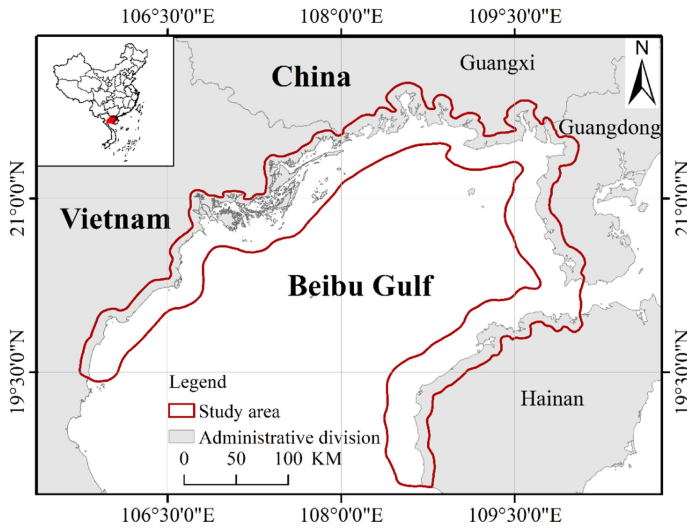 106°30'0"E 108°0'0"E 109°30'0"E
N
China
Guangxi
Guangdong
21°0'0"N
21°0'0"N
Vietnam
Beibu Gulf
19°30'0"N
19°30'0"N
Legend
Study area
Administrative division
0 50 100 KM
Hainan
106°30'0"E 108°0'0"E 109°30'0"E